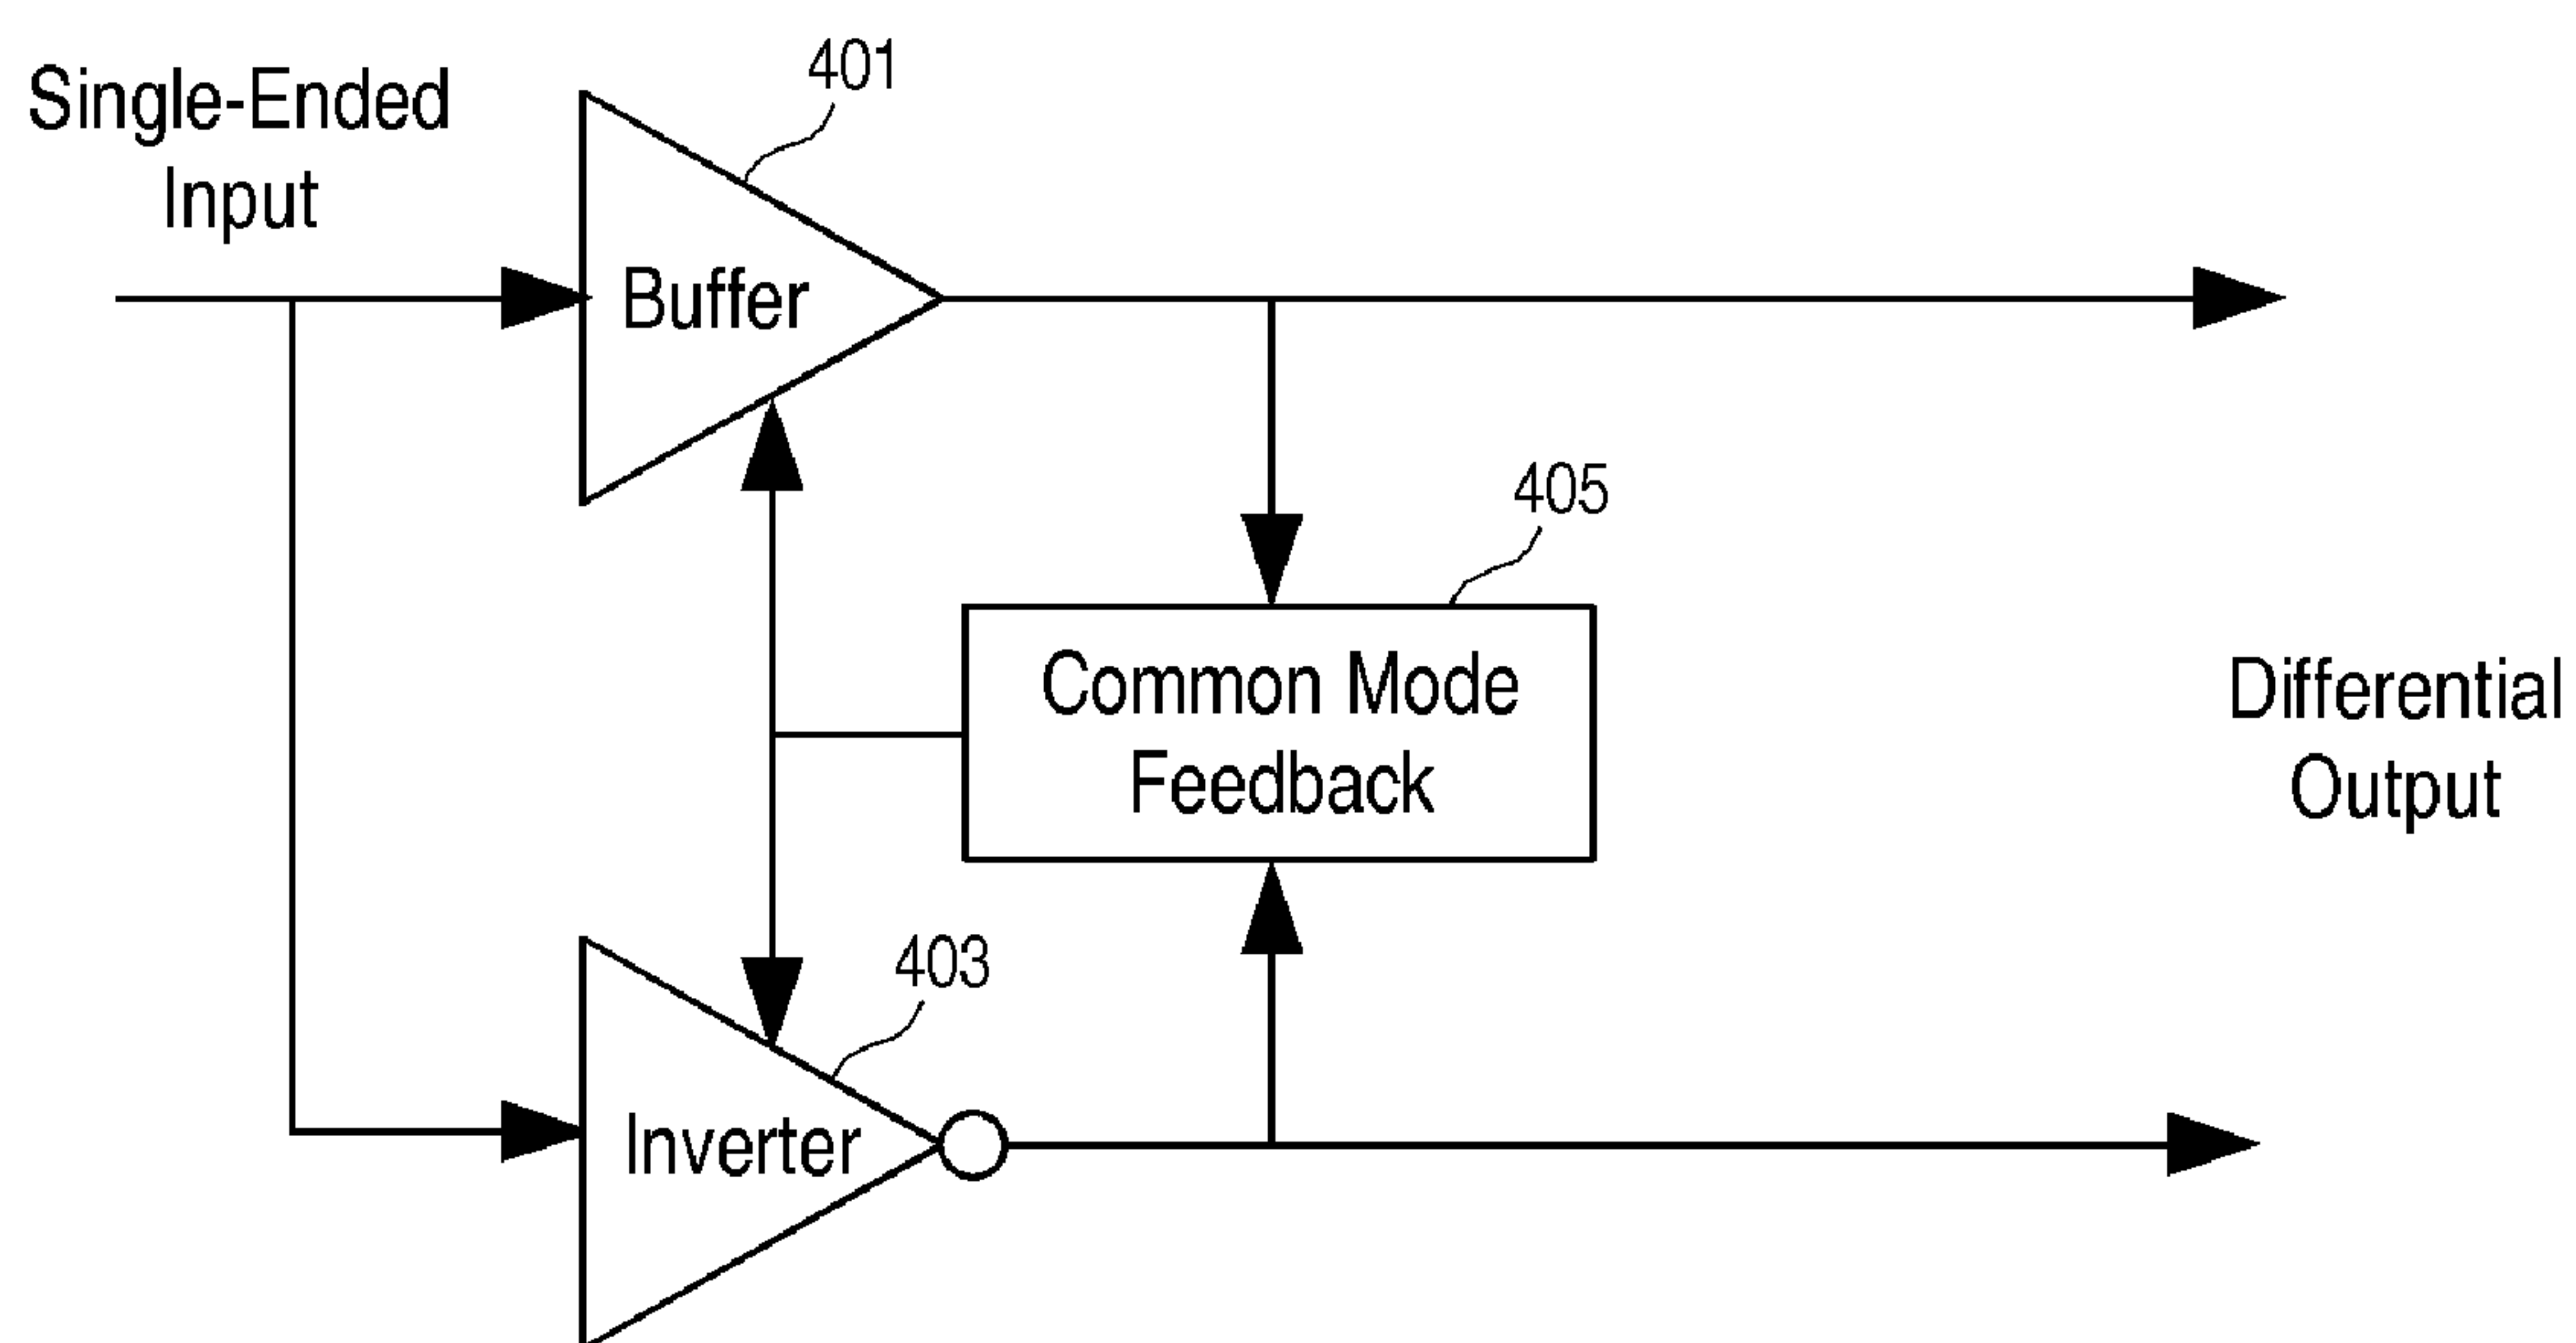 401
Single-Ended
Input
Buffer
405
Common Mode
Feedback
Differential
Output
403
Inverter